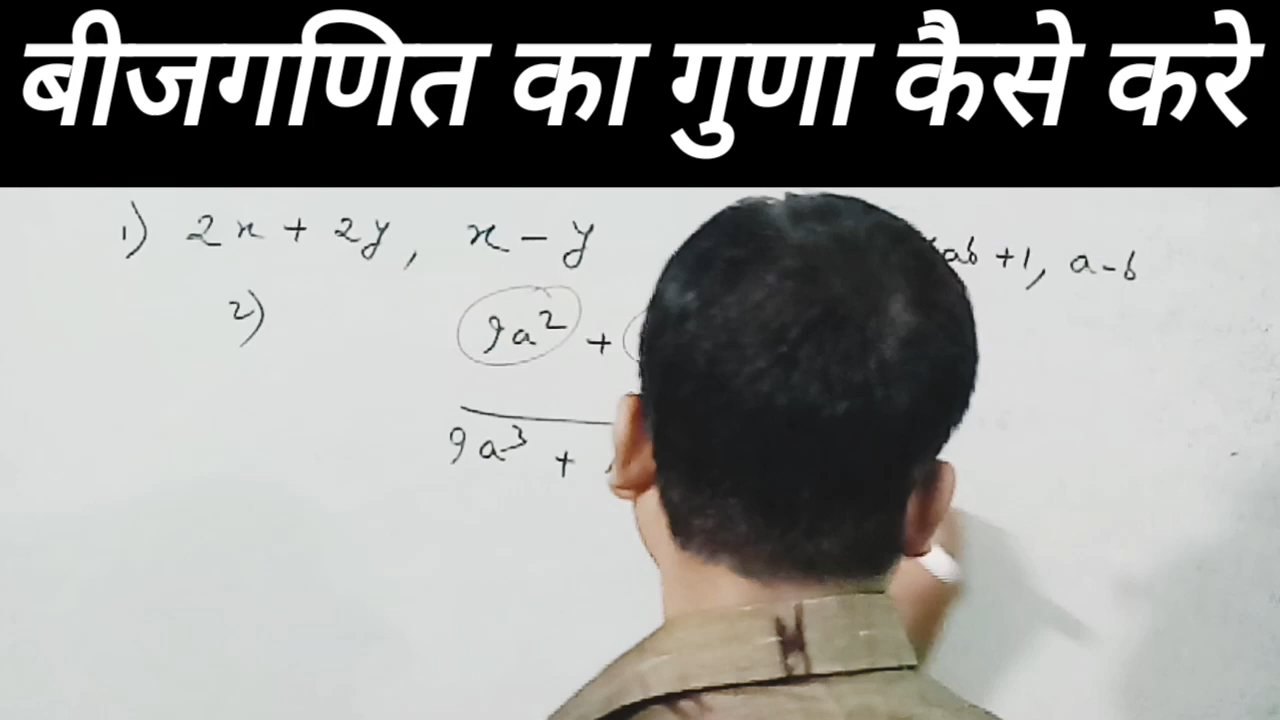 बीजगणित का गुणा कैसे करे
1) 2x + 2y, x - y ab + 1, a - b
2)
9a² +
9a³ +